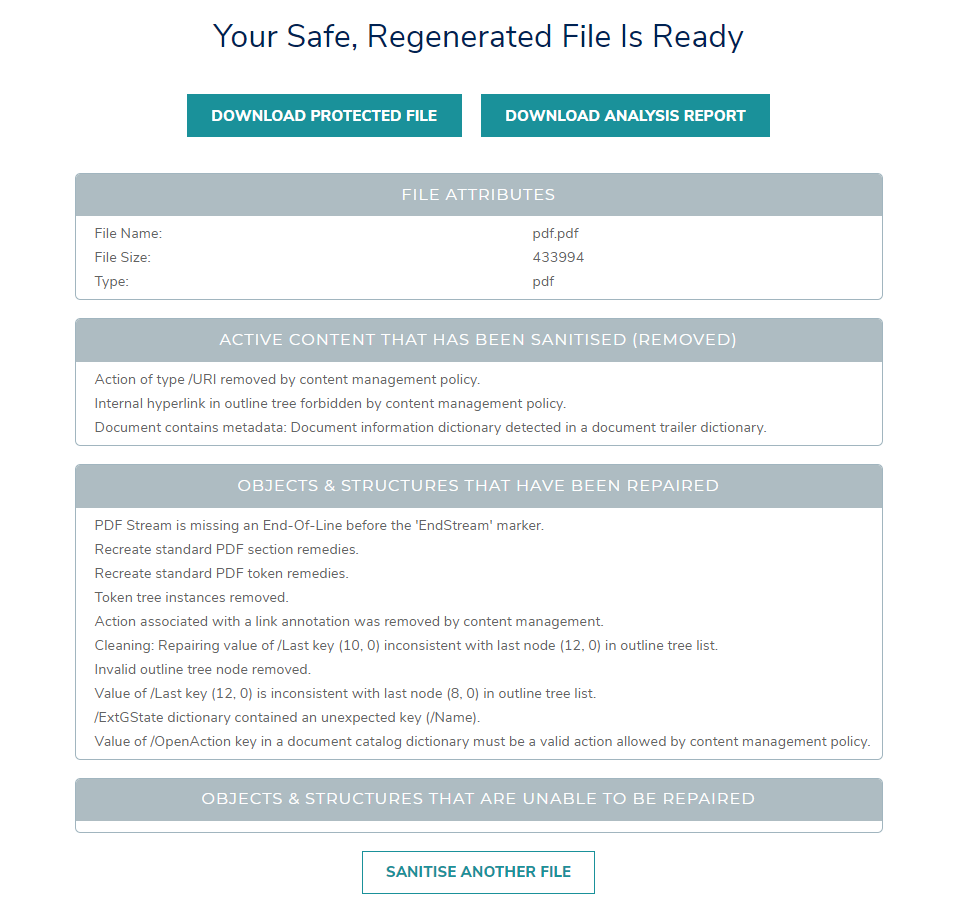 Your Safe, Regenerated File Is Ready
DOWNLOAD PROTECTED FILE
DOWNLOAD ANALYSIS REPORT
FILE ATTRIBUTES
File Name: pdf.pdf
File Size: 433994
Type: pdf
ACTIVE CONTENT THAT HAS BEEN SANITISED (REMOVED)
Action of type /URI removed by content management policy.
Internal hyperlink in outline tree forbidden by content management policy.
Document contains metadata: Document information dictionary detected in a document trailer dictionary.
OBJECTS & STRUCTURES THAT HAVE BEEN REPAIRED
PDF Stream is missing an End-Of-Line before the 'EndStream' marker.
Recreate standard PDF section remedies.
Recreate standard PDF token remedies.
Token tree instances removed.
Action associated with a link annotation was removed by content management.
Cleaning: Repairing value of /Last key (10, 0) inconsistent with last node (12, 0) in outline tree list.
Invalid outline tree node removed.
Value of /Last key (12, 0) is inconsistent with last node (8, 0) in outline tree list.
/ExtGState dictionary contained an unexpected key (/Name).
Value of /OpenAction key in a document catalog dictionary must be a valid action allowed by content management policy.
OBJECTS & STRUCTURES THAT ARE UNABLE TO BE REPAIRED
SANITISE ANOTHER FILE